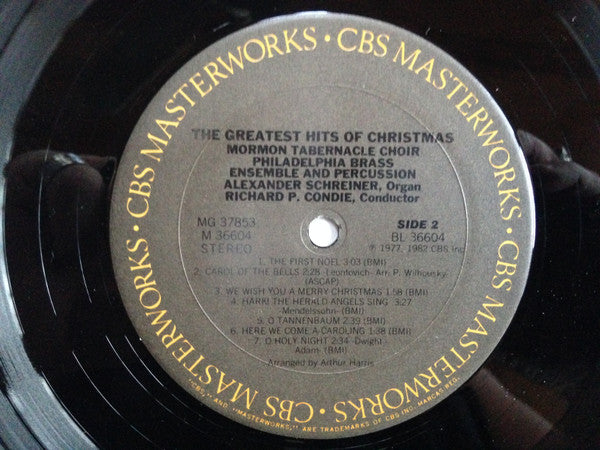 CBS MASTERWORKS • CBS MASTERWORKS • CBS MASTERWORKS • CBS MASTERWORKS •
THE GREATEST HITS OF CHRISTMAS
MORMON TABERNACLE CHOIR
PHILADELPHIA BRASS
ENSEMBLE AND PERCUSSION
ALEXANDER SCHREINER, Organ
RICHARD P. CONDIE, Conductor
MG 37853
M 36604
STEREO
SIDE 2
BL 36604
℗ 1977, 1982 CBS Inc.
1. THE FIRST NOEL 3:03 (BMI)
2. CAROL OF THE BELLS 2:28 -Leontovich- Arr. P. Wilhousky-
(ASCAP)
3. WE WISH YOU A MERRY CHRISTMAS 1:58 (BMI)
4. HARK! THE HERALD ANGELS SING 3:27
-Mendelssohn- (BMI)
5. O TANNENBAUM 2:39 (BMI)
6. HERE WE COME A CAROLING 1:38 (BMI)
7. O HOLY NIGHT 2:34 -Dwight-
Adam- (BMI)
Arranged by Arthur Harris
"CBS" AND "MASTERWORKS," ARE TRADEMARKS OF CBS INC. MARCAS REG.